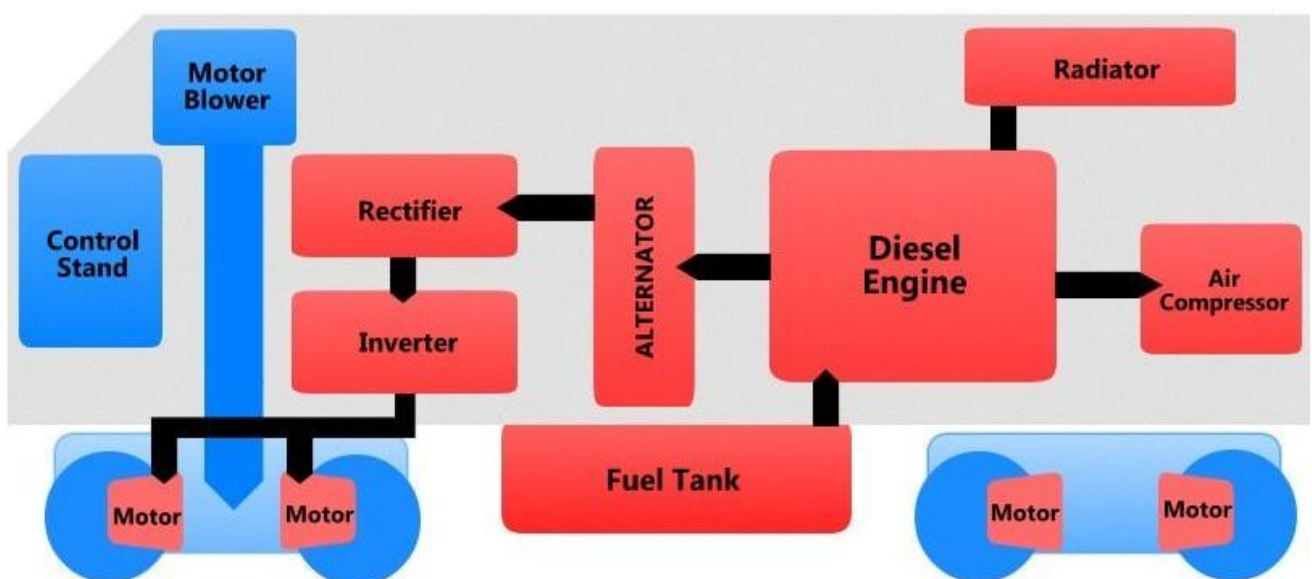 Motor
Blower
Radiator
Control
Stand
Rectifier
ALTERNATOR
Diesel
Engine
Air
Compressor
Inverter
Fuel Tank
Motor
Motor
Motor
Motor